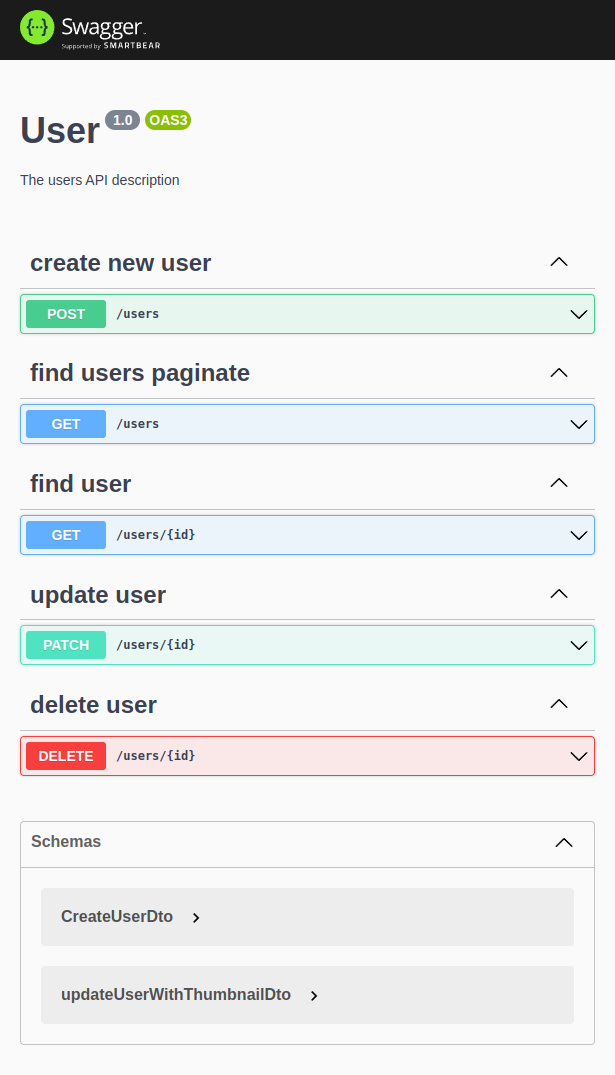 {···} Swagger
Supported by SMARTBEAR
User 1.0 OAS3
The users API description
create new user
POST /users
find users paginate
GET /users
find user
GET /users/{id}
update user
PATCH /users/{id}
delete user
DELETE /users/{id}
Schemas
CreateUserDto
updateUserWithThumbnailDto